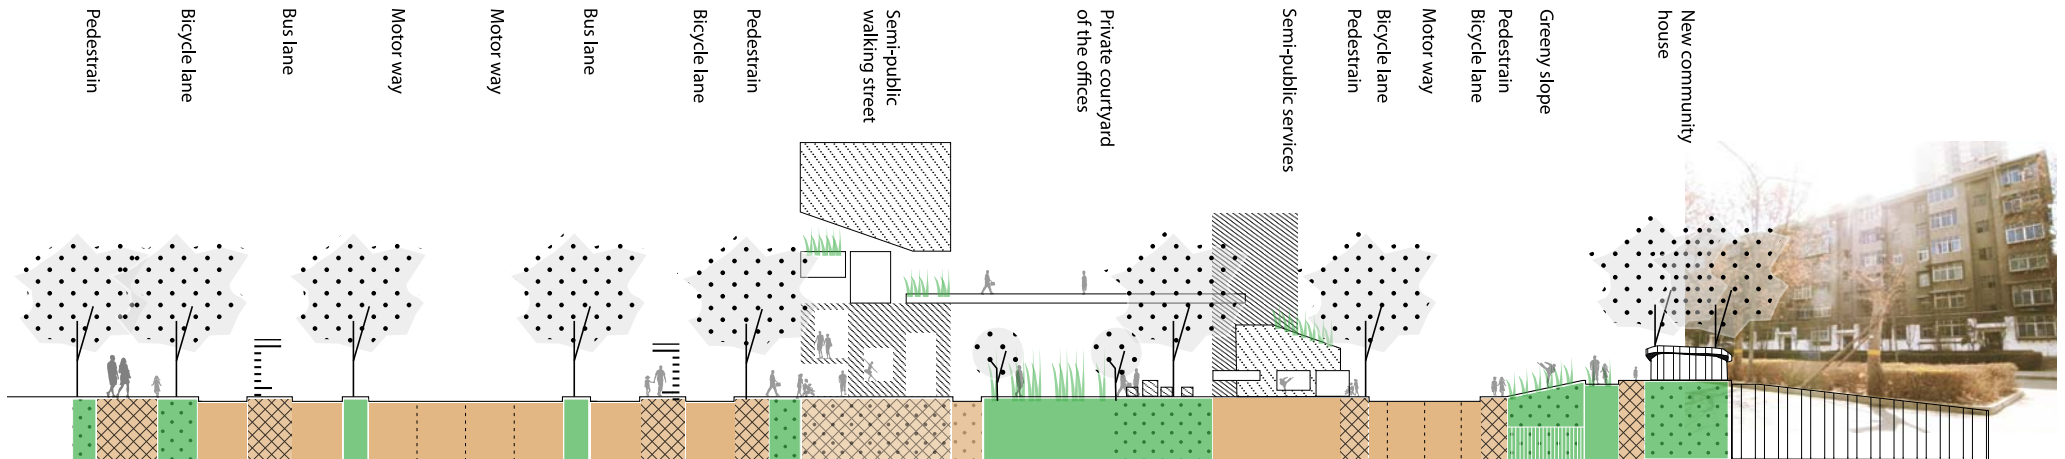 Pedestrain
Bicycle lane
Bus lane
Motor way
Motor way
Bus lane
Bicycle lane
Pedestrain
Semi-public
walking street
Private courtyard
of the offices
Semi-public services
Pedestrain
Bicycle lane
Motor way
Bicycle lane
Pedestrain
Greeny slope
New community
house